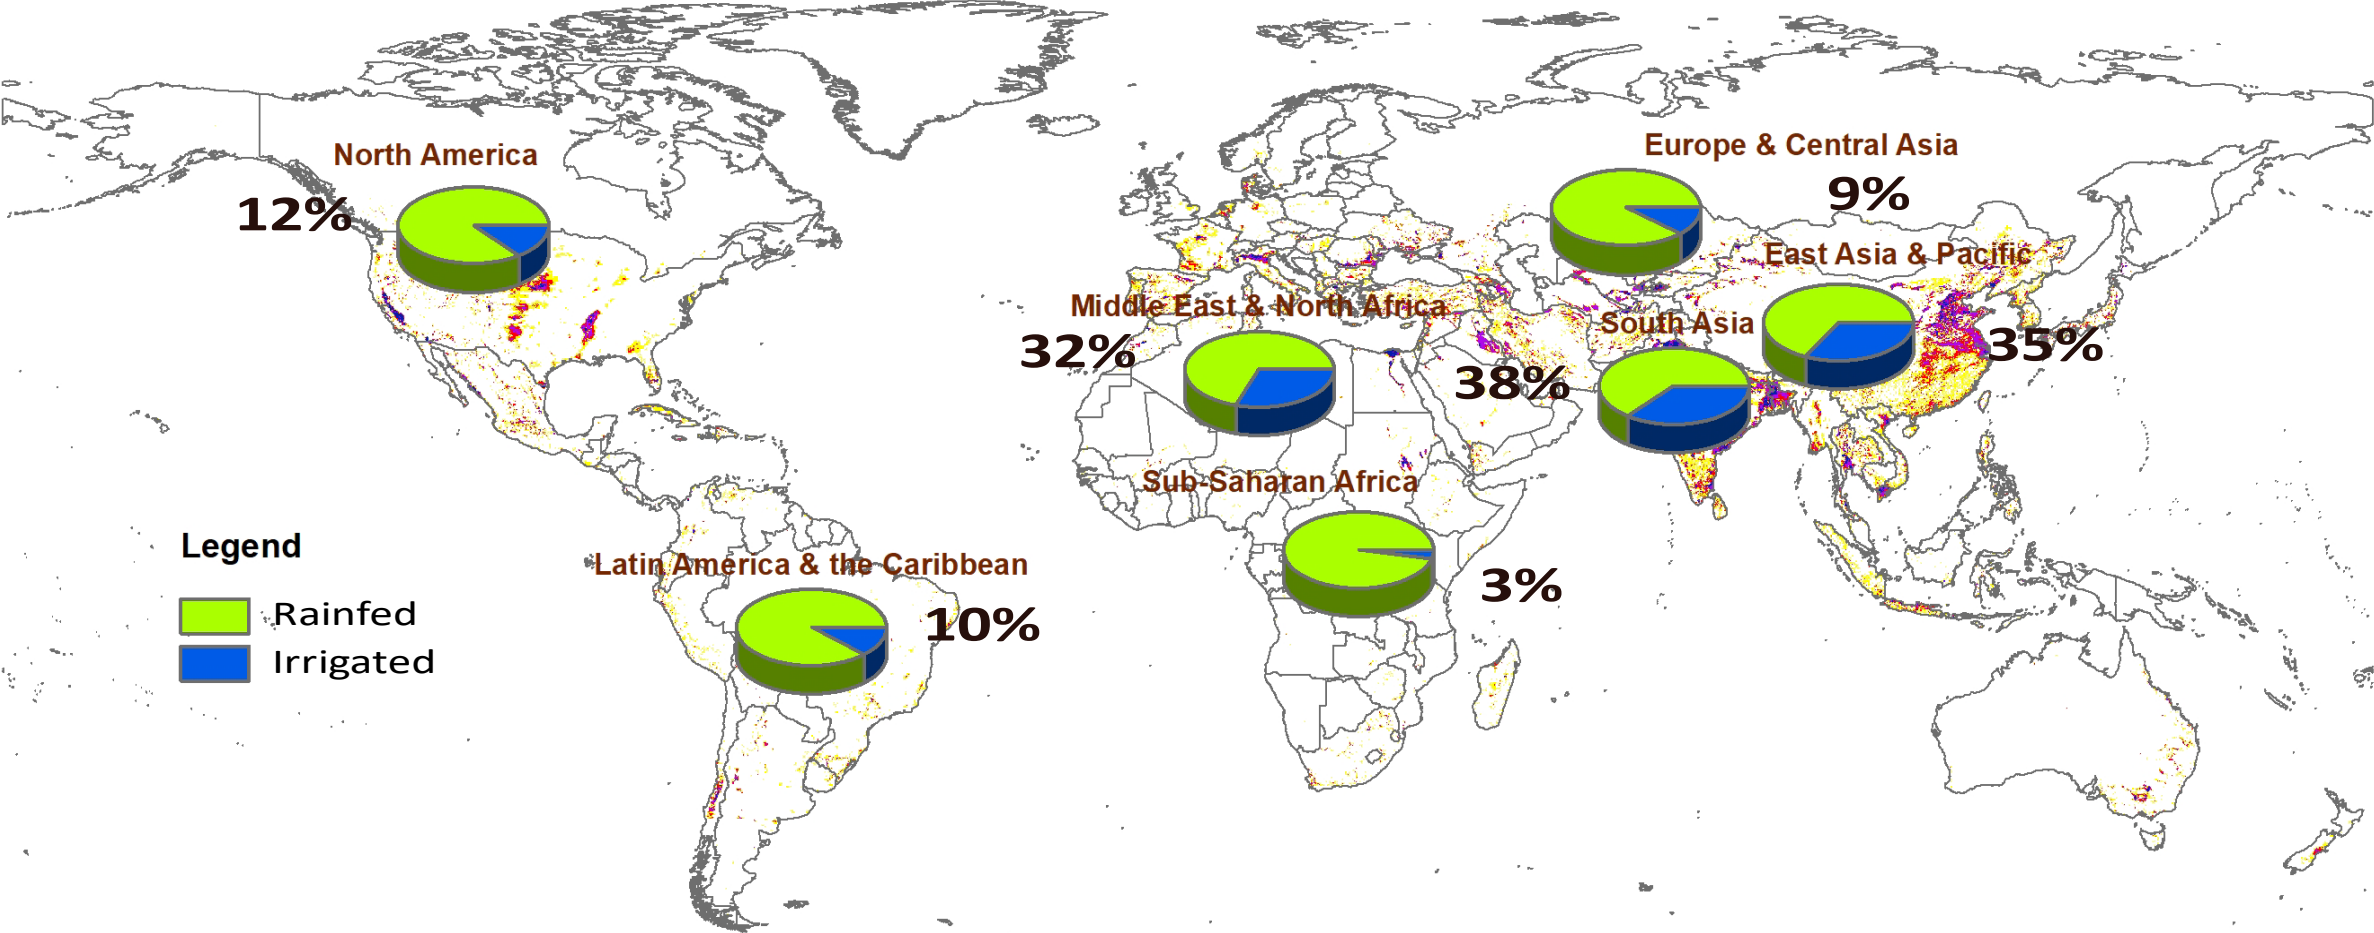 North America
12%
Europe & Central Asia
9%
East Asia & Pacific
35%
Middle East & North Africa
32%
South Asia
38%
Sub-Saharan Africa
3%
Latin America & the Caribbean
10%
Legend
Rainfed
Irrigated